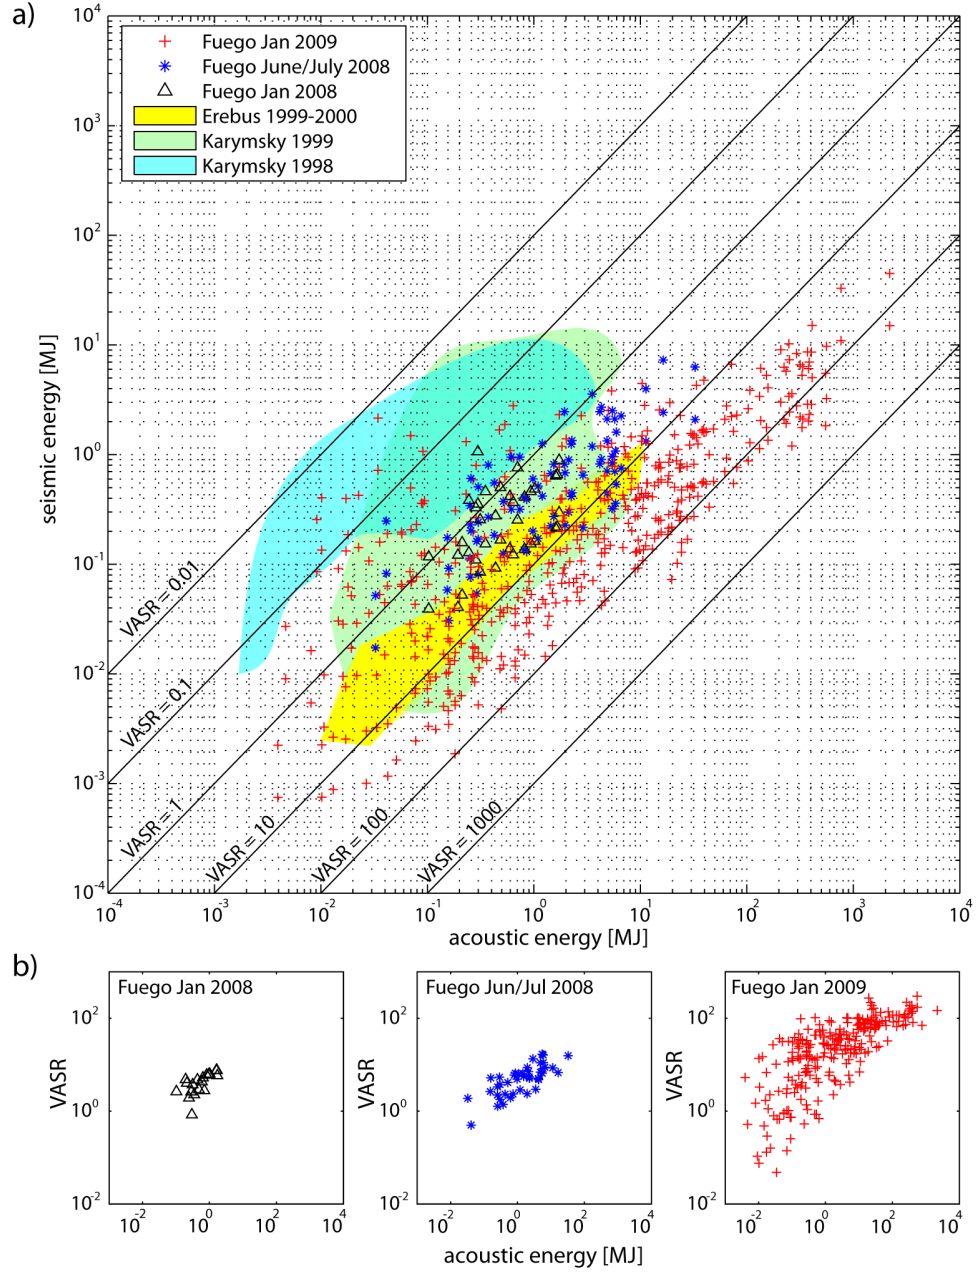 a)
Fuego Jan 2009
Fuego June/July 2008
Fuego Jan 2008
Erebus 1999-2000
Karymsky 1999
Karymsky 1998
10^4
10^3
10^2
10^1
10^0
10^-1
10^-2
10^-3
10^-4
seismic energy [MJ]
VASR = 0.01
VASR = 0.1
VASR = 1
VASR = 10
VASR = 100
VASR = 1000
10^-4 10^-3 10^-2 10^-1 10^0 10^1 10^2 10^3 10^4
acoustic energy [MJ]
b)
Fuego Jan 2008
10^2
10^0
10^-2
VASR
10^-2 10^0 10^2 10^4
Fuego Jun/Jul 2008
10^2
10^0
10^-2
VASR
10^-2 10^0 10^2 10^4
Fuego Jan 2009
10^2
10^0
10^-2
VASR
10^-2 10^0 10^2 10^4
acoustic energy [MJ]